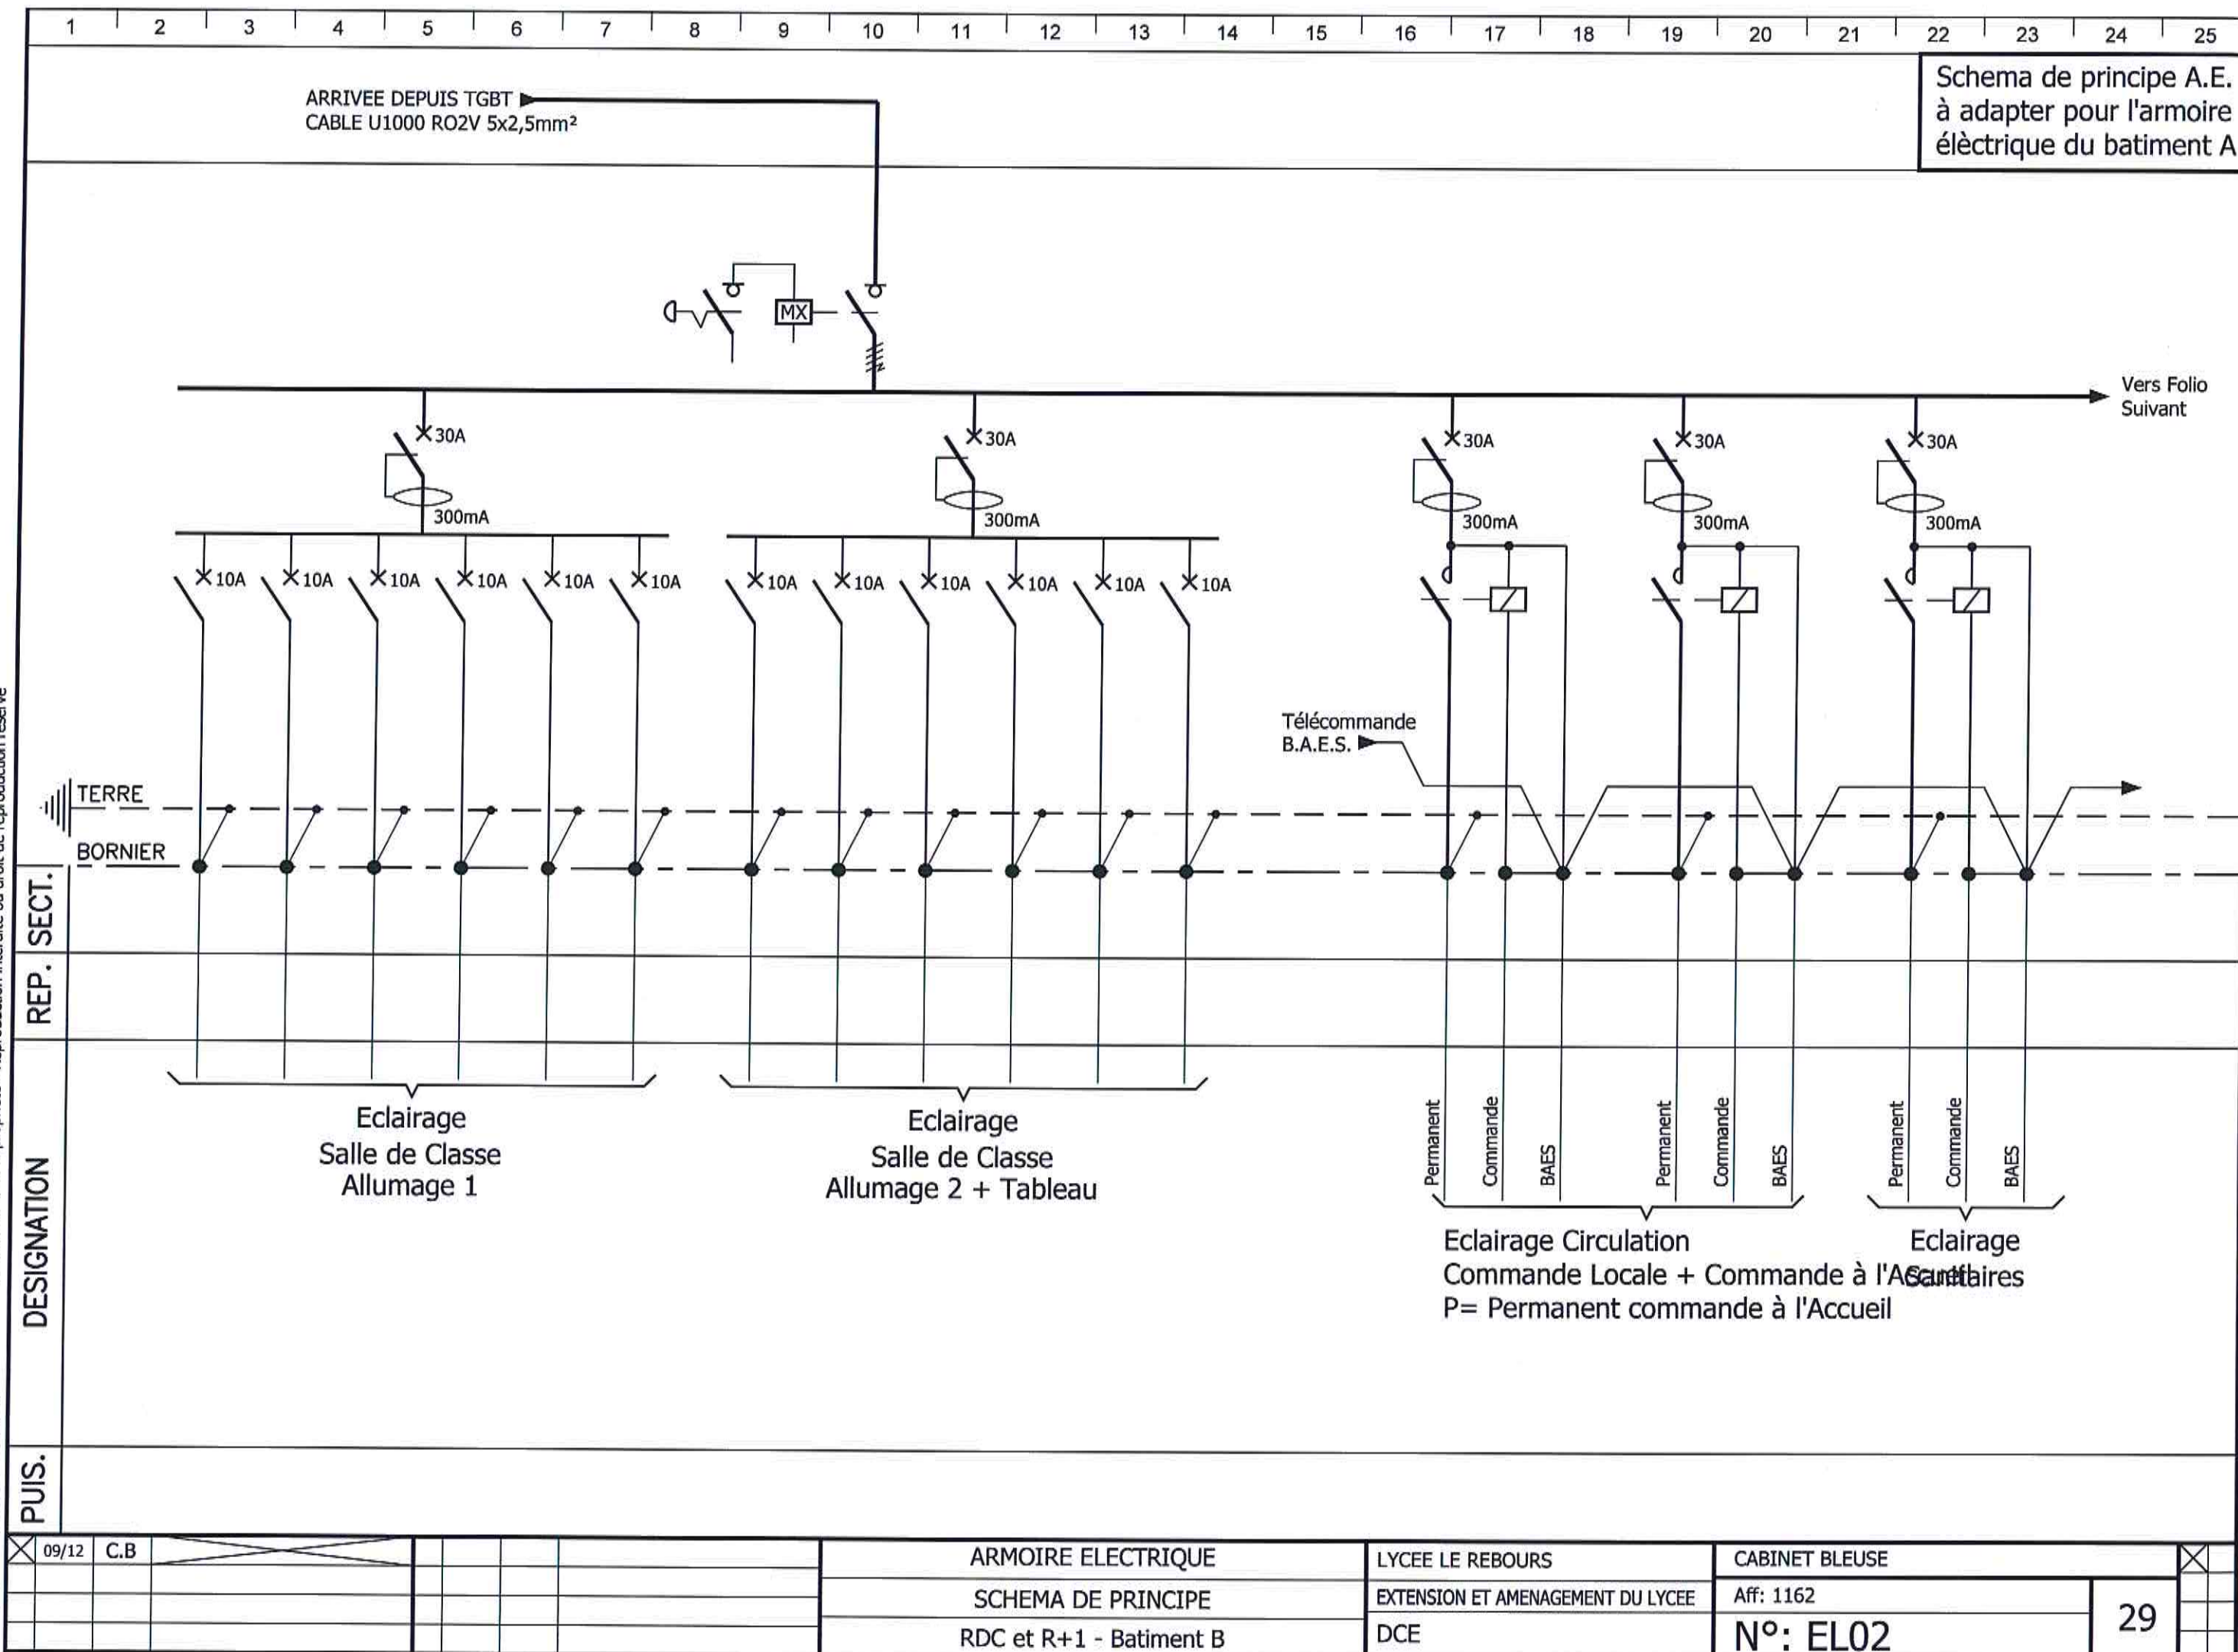 1 2 3 4 5 6 7 8 9 10 11 12 13 14 15 16 17 18 19 20 21 22 23 24 25
Schema de principe A.E.
à adapter pour l'armoire
élèctrique du batiment A
ARRIVEE DEPUIS TGBT
CABLE U1000 RO2V 5x2,5mm²
MX
Vers Folio
Suivant
30A 30A 30A 30A 30A
300mA 300mA 300mA 300mA 300mA
10A 10A 10A 10A 10A 10A 10A 10A 10A 10A 10A 10A
Télécommande
B.A.E.S.
TERRE
BORNIER
SECT.
REP.
DESIGNATION
PUIS.
Eclairage
Salle de Classe
Allumage 1
Eclairage
Salle de Classe
Allumage 2 + Tableau
Permanent
Commande
BAES
Permanent
Commande
BAES
Permanent
Commande
BAES
Eclairage Circulation
Commande Locale + Commande à l'Accueil
P= Permanent commande à l'Accueil
Eclairage
Sanitaires
09/12 C.B
ARMOIRE ELECTRIQUE
SCHEMA DE PRINCIPE
RDC et R+1 - Batiment B
LYCEE LE REBOURS
EXTENSION ET AMENAGEMENT DU LYCEE
DCE
CABINET BLEUSE
Aff: 1162
N°: EL02
29